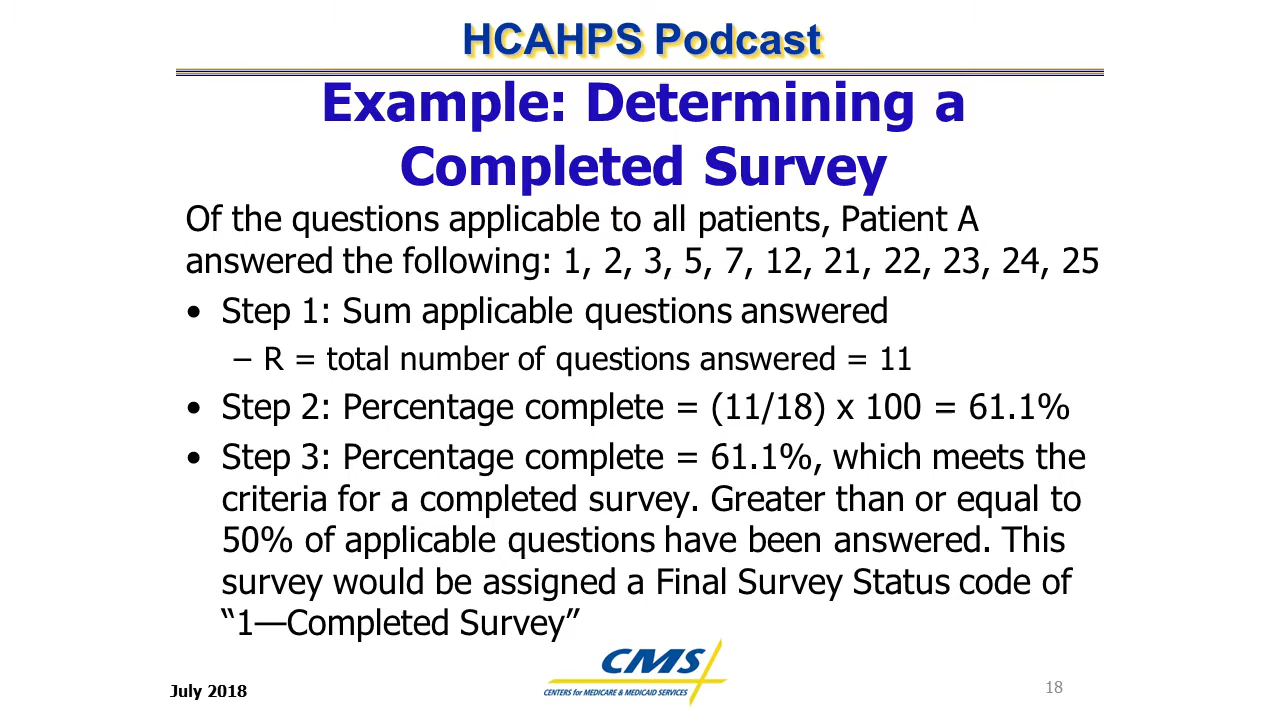 HCAHPS Podcast
Example: Determining a
Completed Survey
Of the questions applicable to all patients, Patient A
answered the following: 1, 2, 3, 5, 7, 12, 21, 22, 23, 24, 25
• Step 1: Sum applicable questions answered
– R = total number of questions answered = 11
• Step 2: Percentage complete = (11/18) x 100 = 61.1%
• Step 3: Percentage complete = 61.1%, which meets the
criteria for a completed survey. Greater than or equal to
50% of applicable questions have been answered. This
survey would be assigned a Final Survey Status code of
“1—Completed Survey”
CMS
CENTERS for MEDICARE & MEDICAID SERVICES
July 2018
18